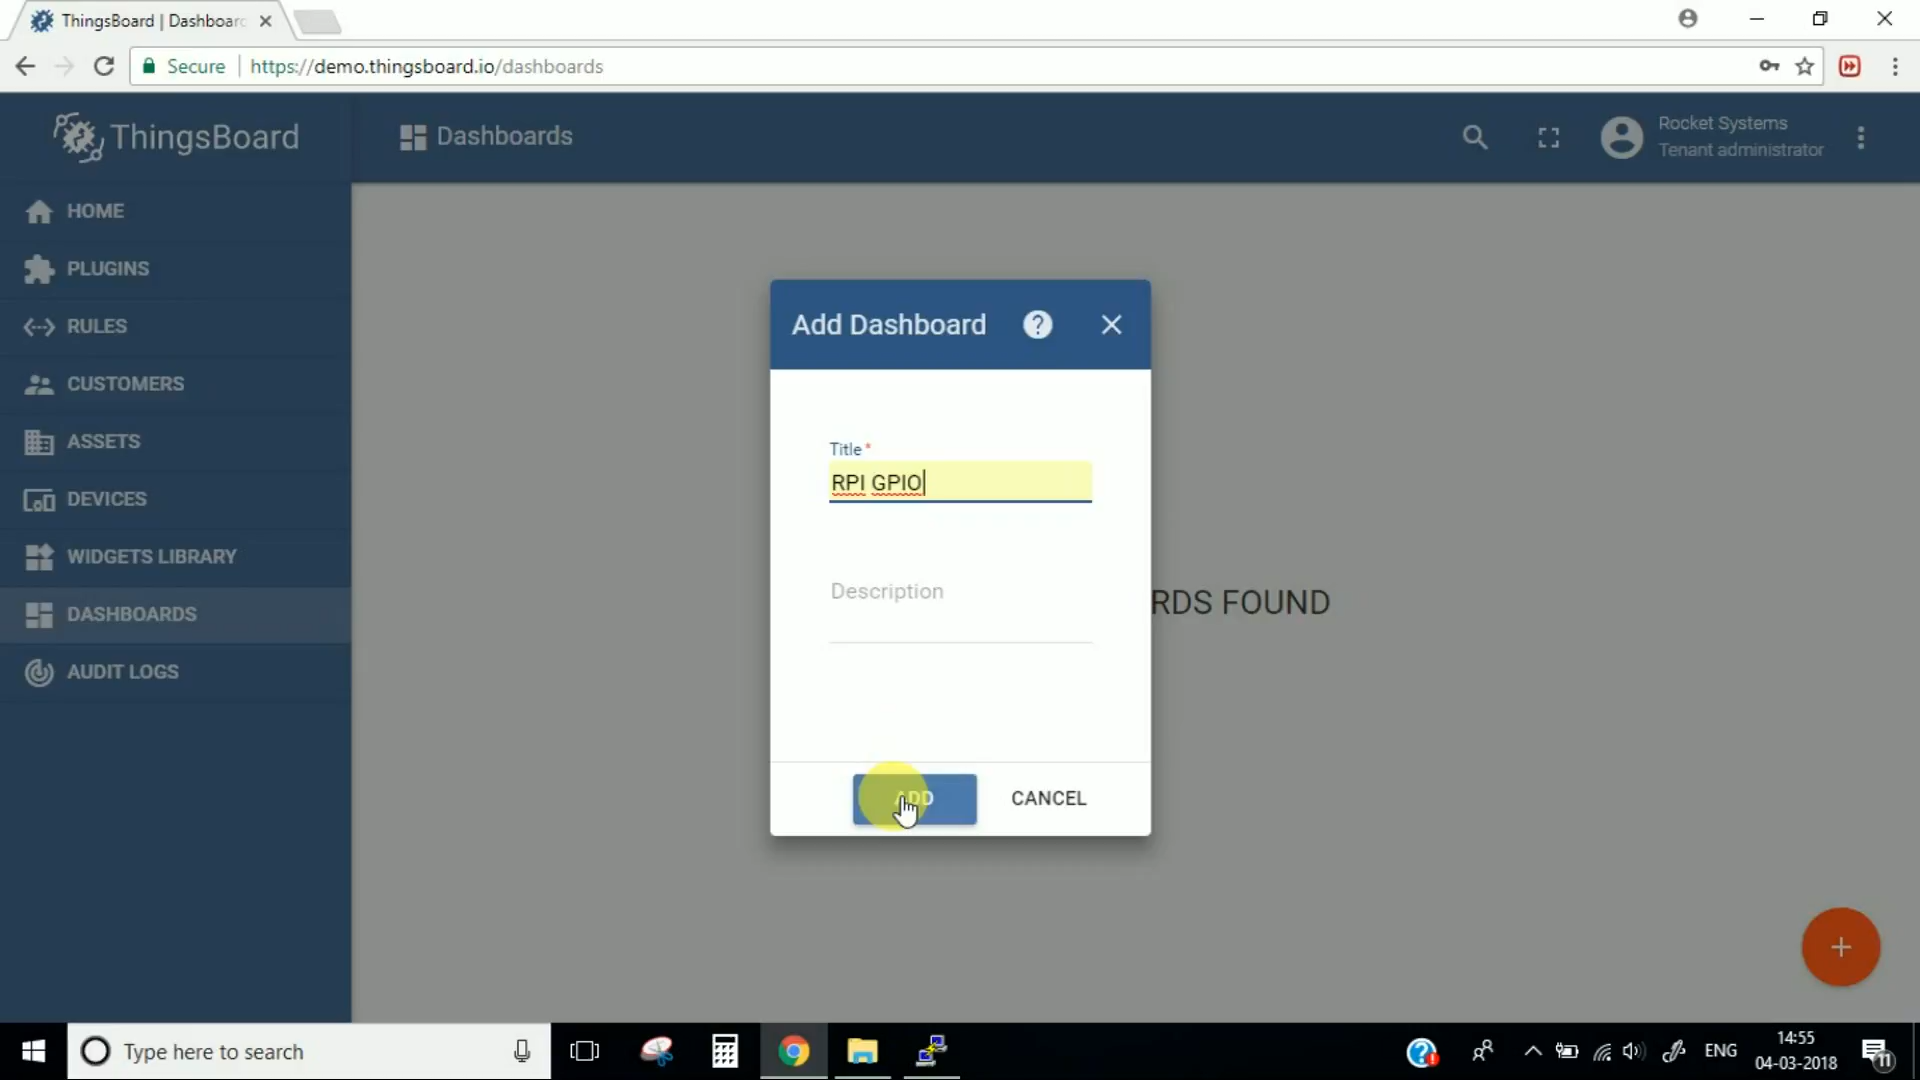 ThingsBoard | Dashboar
Secure
https://demo.thingsboard.io/dashboards
ThingsBoard
Dashboards
Rocket Systems
Tenant administrator
HOME
PLUGINS
RULES
CUSTOMERS
ASSETS
DEVICES
WIDGETS LIBRARY
DASHBOARDS
AUDIT LOGS
Add Dashboard
Title *
RPI GPIO
Description
RDS FOUND
ADD
CANCEL
Type here to search
ENG
14:55
04-03-2018
11